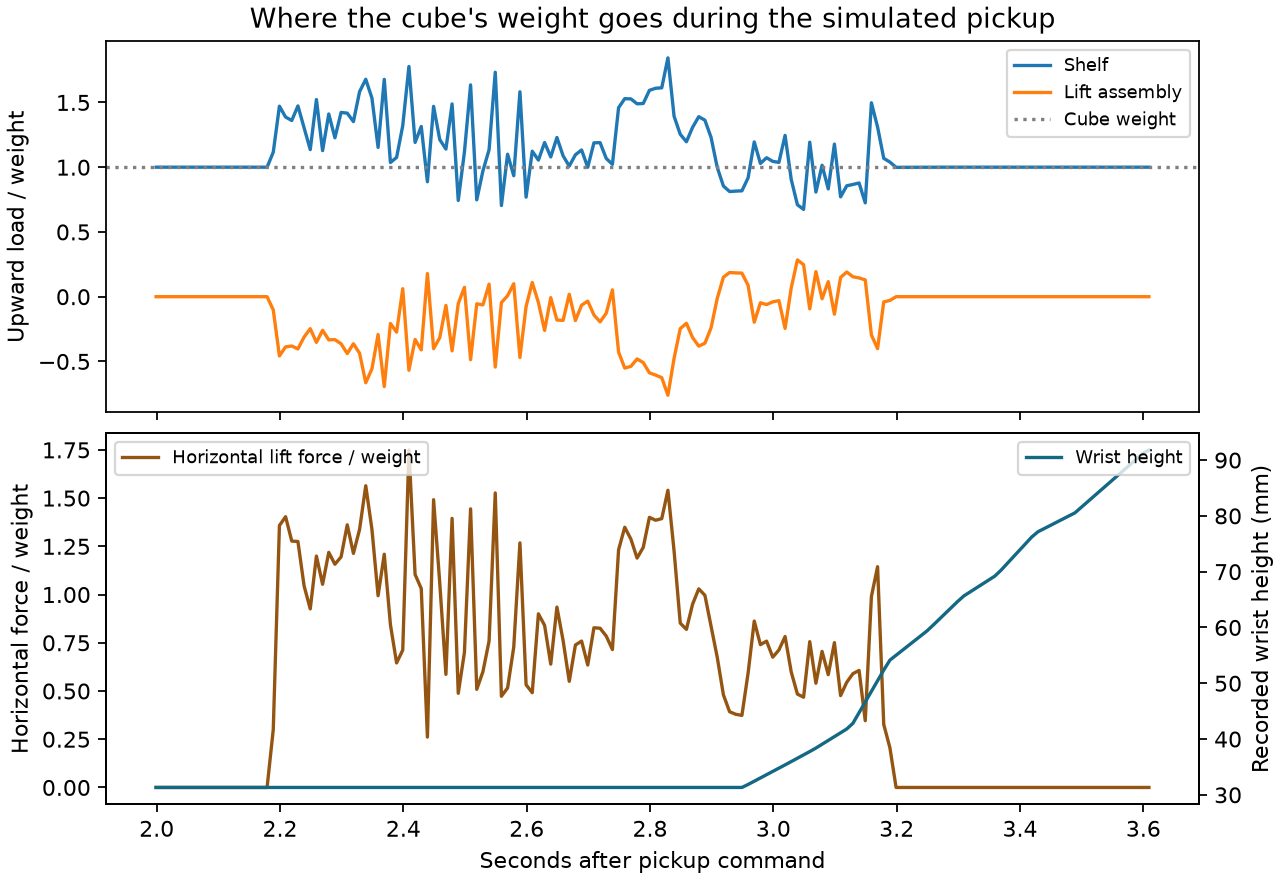 Where the cube's weight goes during the simulated pickup
Upward load / weight
1.5
1.0
0.5
0.0
−0.5
Shelf
Lift assembly
Cube weight
Horizontal force / weight
1.75
1.50
1.25
1.00
0.75
0.50
0.25
0.00
Horizontal lift force / weight
Wrist height
90
80
70
60
50
40
30
Recorded wrist height (mm)
2.0 2.2 2.4 2.6 2.8 3.0 3.2 3.4 3.6
Seconds after pickup command